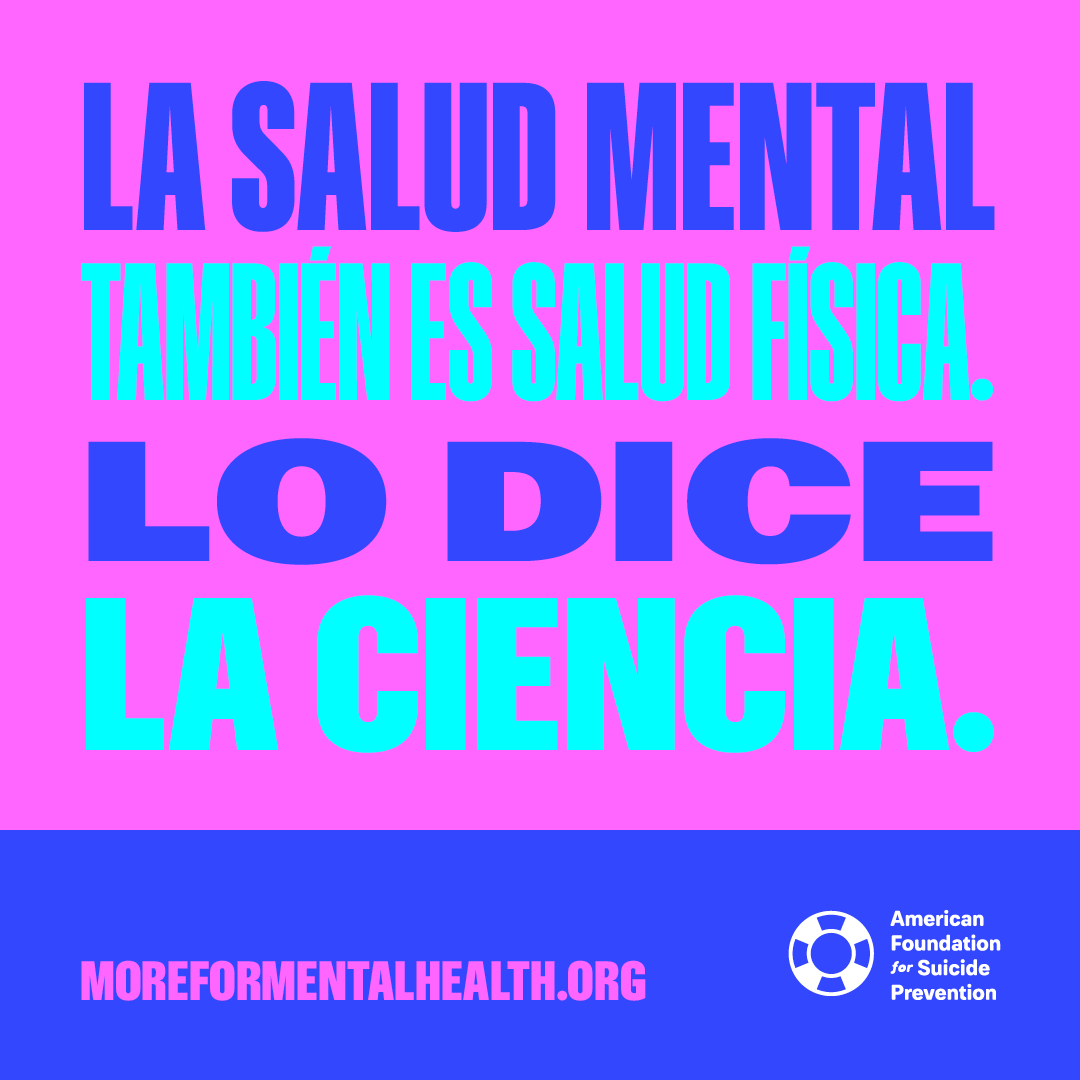 LA SALUD MENTAL
TAMBIÉN ES SALUD FÍSICA.
LO DICE
LA CIENCIA.
MOREFORMENTALHEALTH.ORG
American
Foundation
for Suicide
Prevention